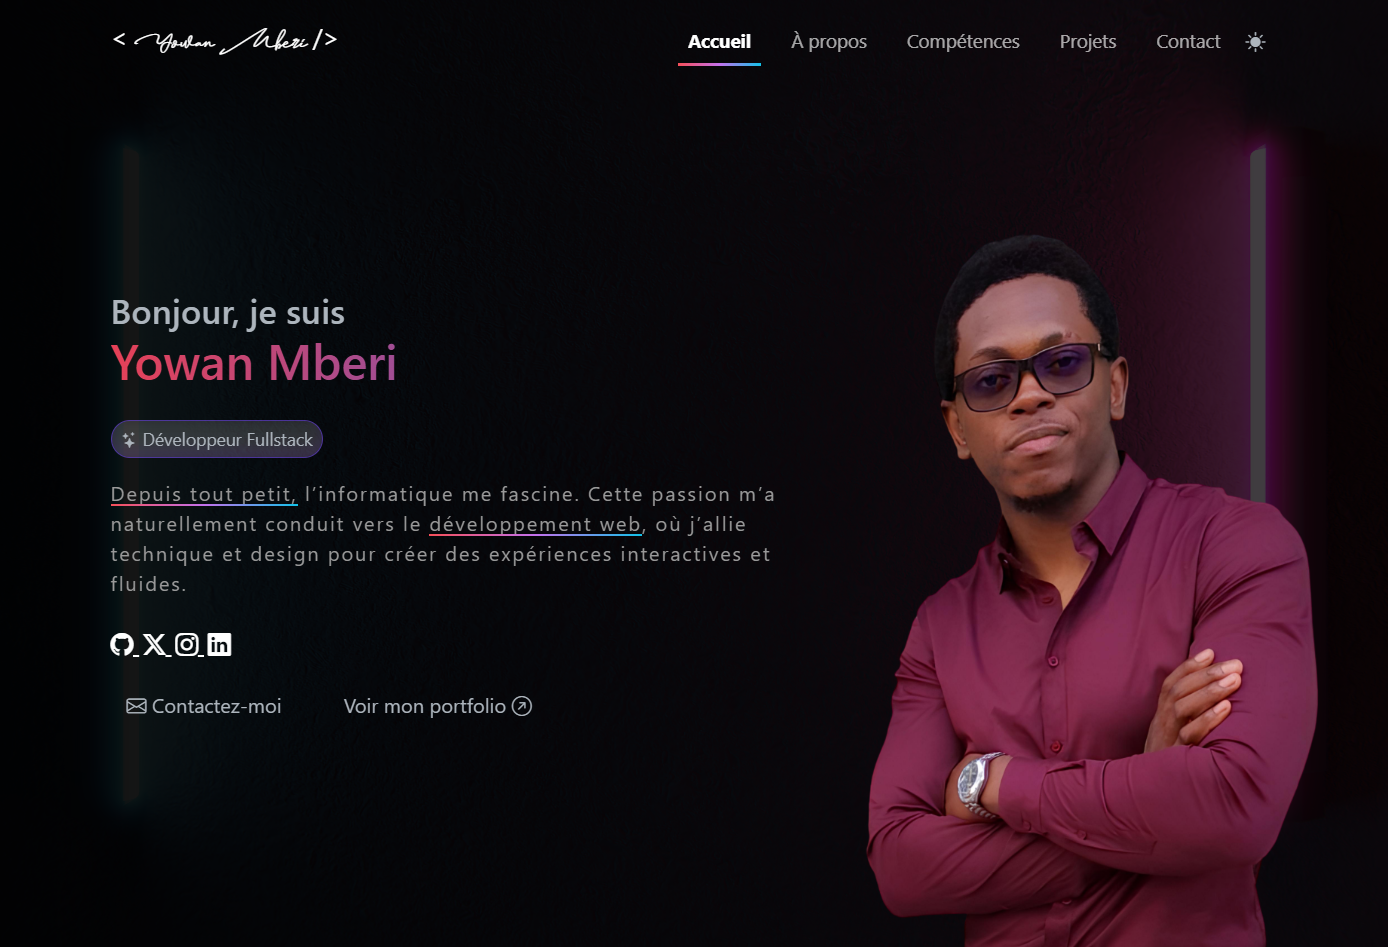 < Yowan Mberi />
Accueil
À propos
Compétences
Projets
Contact
Bonjour, je suis
Yowan Mberi
Développeur Fullstack
Depuis tout petit, l’informatique me fascine. Cette passion m’a
naturellement conduit vers le développement web, où j’allie
technique et design pour créer des expériences interactives et
fluides.
in
Contactez-moi
Voir mon portfolio